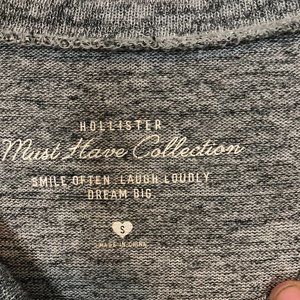 HOLLISTER
Must Have Collection
SMILE OFTEN. LAUGH LOUDLY.
DREAM BIG.
S
MADE IN CHINA